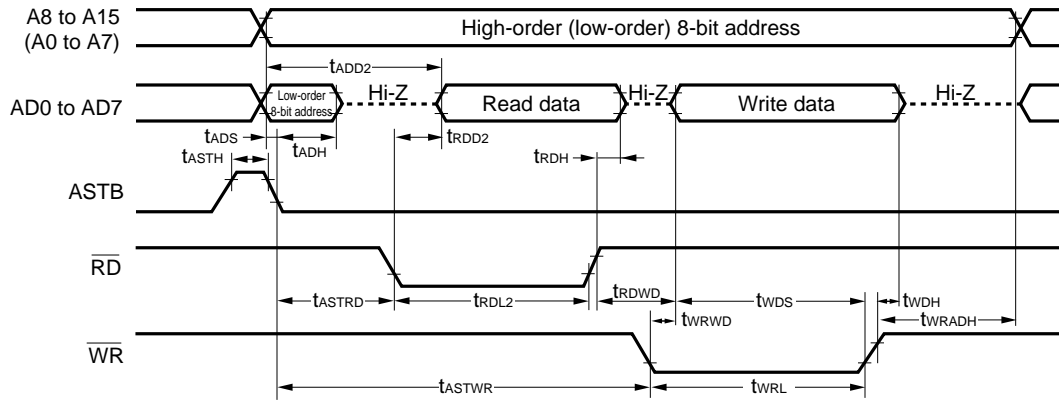 A8 to A15
(A0 to A7)
High-order (low-order) 8-bit address
tADD2
AD0 to AD7
Low-order
8-bit address
Hi-Z
Read data
Hi-Z
Write data
Hi-Z
tADS
tADH
tRDD2
tASTH
tRDH
ASTB
RD
tASTRD
tRDL2
tRDWD
tWDS
tWDH
tWRWD
tWRADH
WR
tASTWR
tWRL